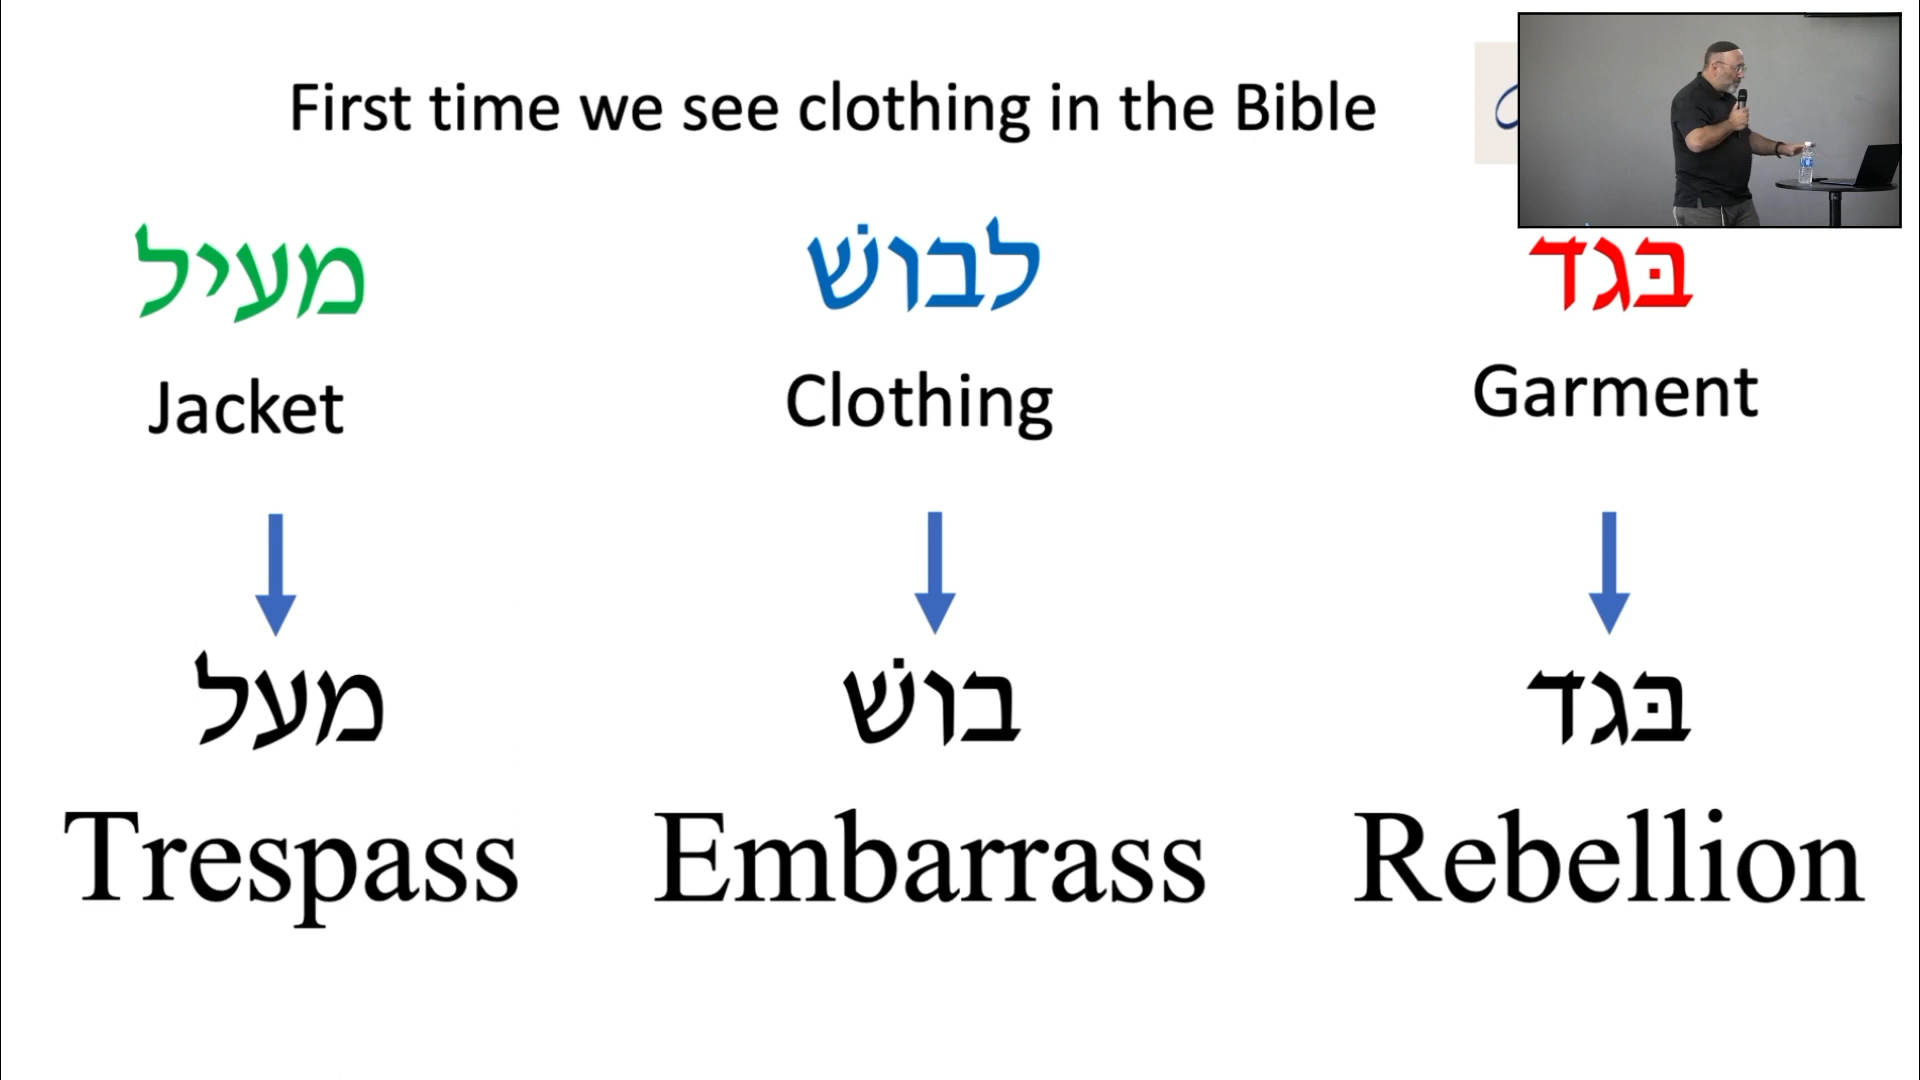 First time we see clothing in the Bible
מעיל
לבושׁ
בּגד
Jacket
Clothing
Garment
מעל
בושׁ
בּגד
Trespass
Embarrass
Rebellion